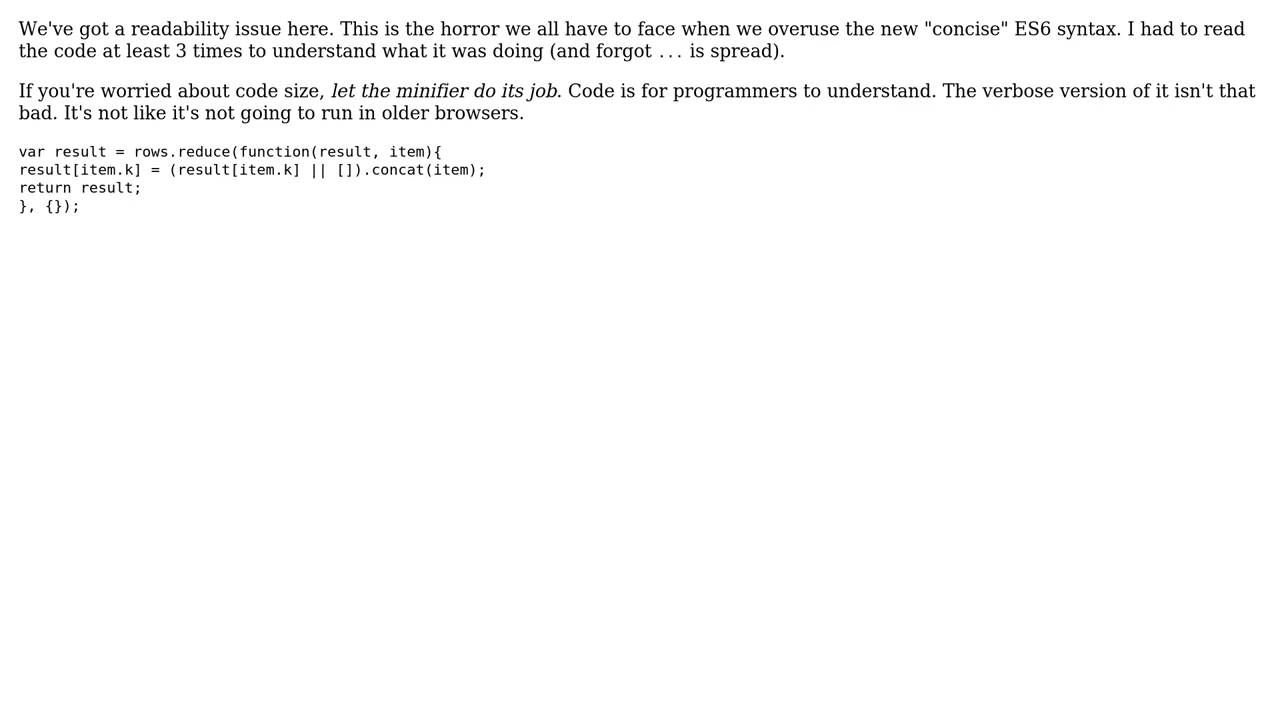 We've got a readability issue here. This is the horror we all have to face when we overuse the new "concise" ES6 syntax. I had to read
the code at least 3 times to understand what it was doing (and forgot ... is spread).
If you're worried about code size, let the minifier do its job. Code is for programmers to understand. The verbose version of it isn't that
bad. It's not like it's not going to run in older browsers.
var result = rows.reduce(function(result, item){
result[item.k] = (result[item.k] || []).concat(item);
return result;
}, {});